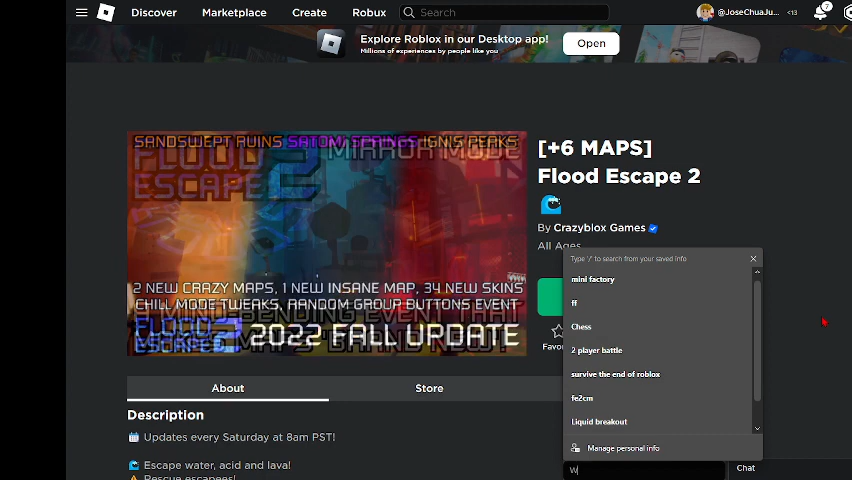 Discover
Marketplace
Create
Robux
Search
@JoseChuaJu...
<13
7
Explore Roblox in our Desktop app!
Millions of experiences by people like you
Open
SANDSWEPT RUINS SATOMI SPRINGS IGNIS PEAKS
FLOOD ESCAPE 2
MIRROR MODE
2 NEW CRAZY MAPS, 1 NEW INSANE MAP, 34 NEW SKINS
CHILL MODE TWEAKS, RANDOM GROUP BUTTONS EVENT
2022 FALL UPDATE
[+6 MAPS]
Flood Escape 2
By Crazyblox Games
All Ages
Type '/' to search from your saved info
mini factory
ff
Chess
2 player battle
survive the end of roblox
fe2cm
Liquid breakout
Manage personal info
Favor
About
Store
Description
Updates every Saturday at 8am PST!
Escape water, acid and lava!
Rescue escapees!
W
Chat